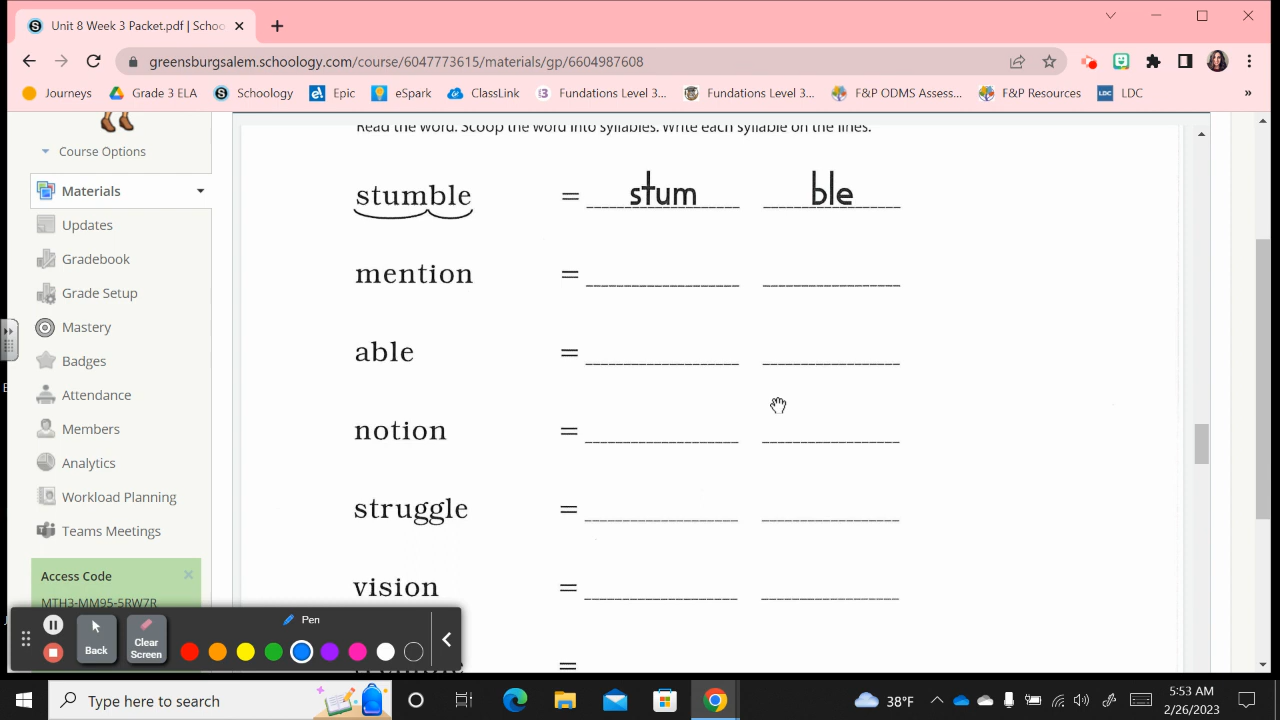 Unit 8 Week 3 Packet.pdf | Schoo
greensburgsalem.schoology.com/course/6047773615/materials/gp/6604987608
Journeys Grade 3 ELA Schoology Epic eSpark ClassLink Fundations Level 3... Fundations Level 3... F&P ODMS Assess... F&P Resources LDC LDC »
Course Options
Materials
Updates
Gradebook
Grade Setup
Mastery
Badges
Attendance
Members
Analytics
Workload Planning
Teams Meetings
Access Code
MTH3-MM95-5RW7R
Read the word. Scoop the word into syllables. Write each syllable on the lines.
stumble = stum ble
mention =
able =
notion =
struggle =
vision =
=
Pen
Back
Clear Screen
Type here to search
38°F
5:53 AM
2/26/2023